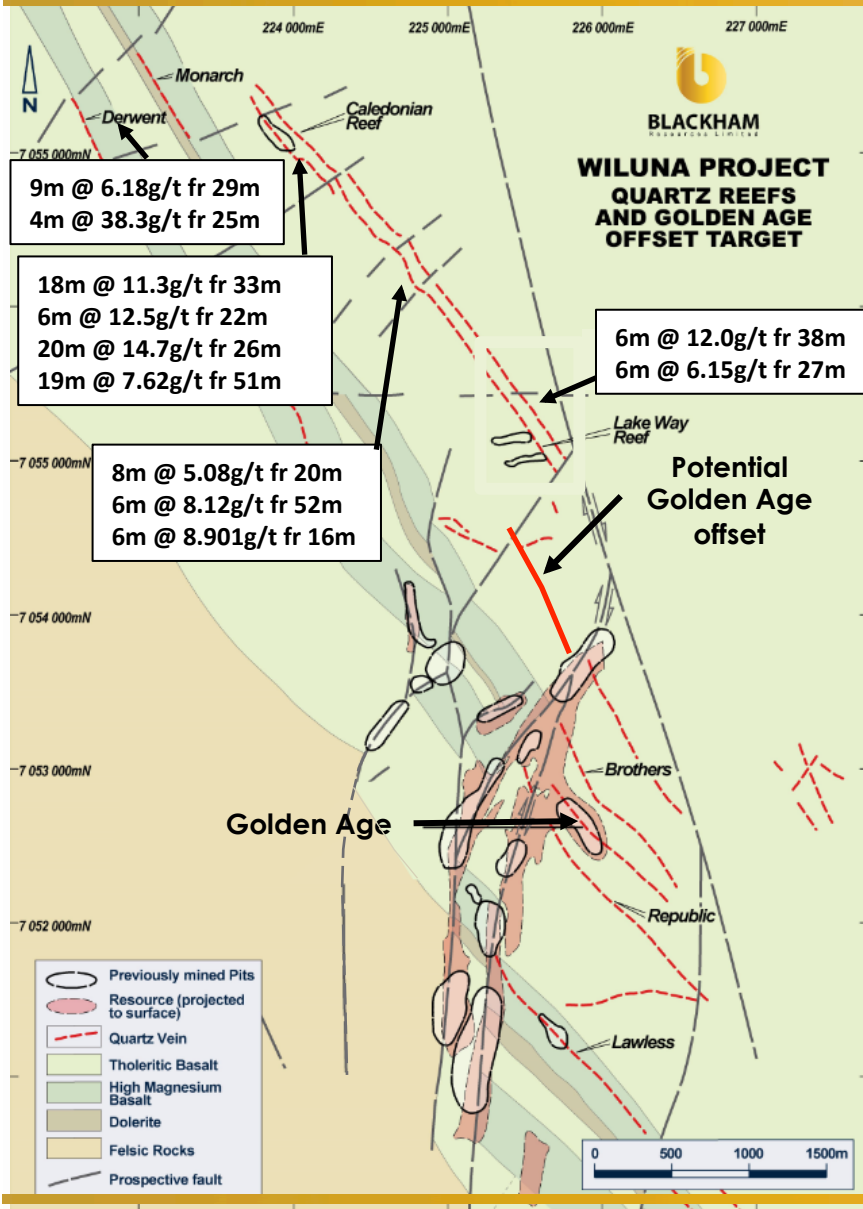 224 000mE
225 000mE
226 000mE
227 000mE
N
Monarch
Derwent
Caledonian
Reef
BLACKHAM
Resources Limited
WILUNA PROJECT
QUARTZ REEFS
AND GOLDEN AGE
OFFSET TARGET
7 055 000mN
9m @ 6.18g/t fr 29m
4m @ 38.3g/t fr 25m
18m @ 11.3g/t fr 33m
6m @ 12.5g/t fr 22m
20m @ 14.7g/t fr 26m
19m @ 7.62g/t fr 51m
6m @ 12.0g/t fr 38m
6m @ 6.15g/t fr 27m
Lake Way
Reef
7 055 000mN
8m @ 5.08g/t fr 20m
6m @ 8.12g/t fr 52m
6m @ 8.901g/t fr 16m
Potential
Golden Age
offset
7 054 000mN
7 053 000mN
Brothers
Golden Age
Republic
7 052 000mN
Lawless
Previously mined Pits
Resource (projected
to surface)
Quartz Vein
Tholeritic Basalt
High Magnesium
Basalt
Dolerite
Felsic Rocks
Prospective fault
0 500 1000 1500m